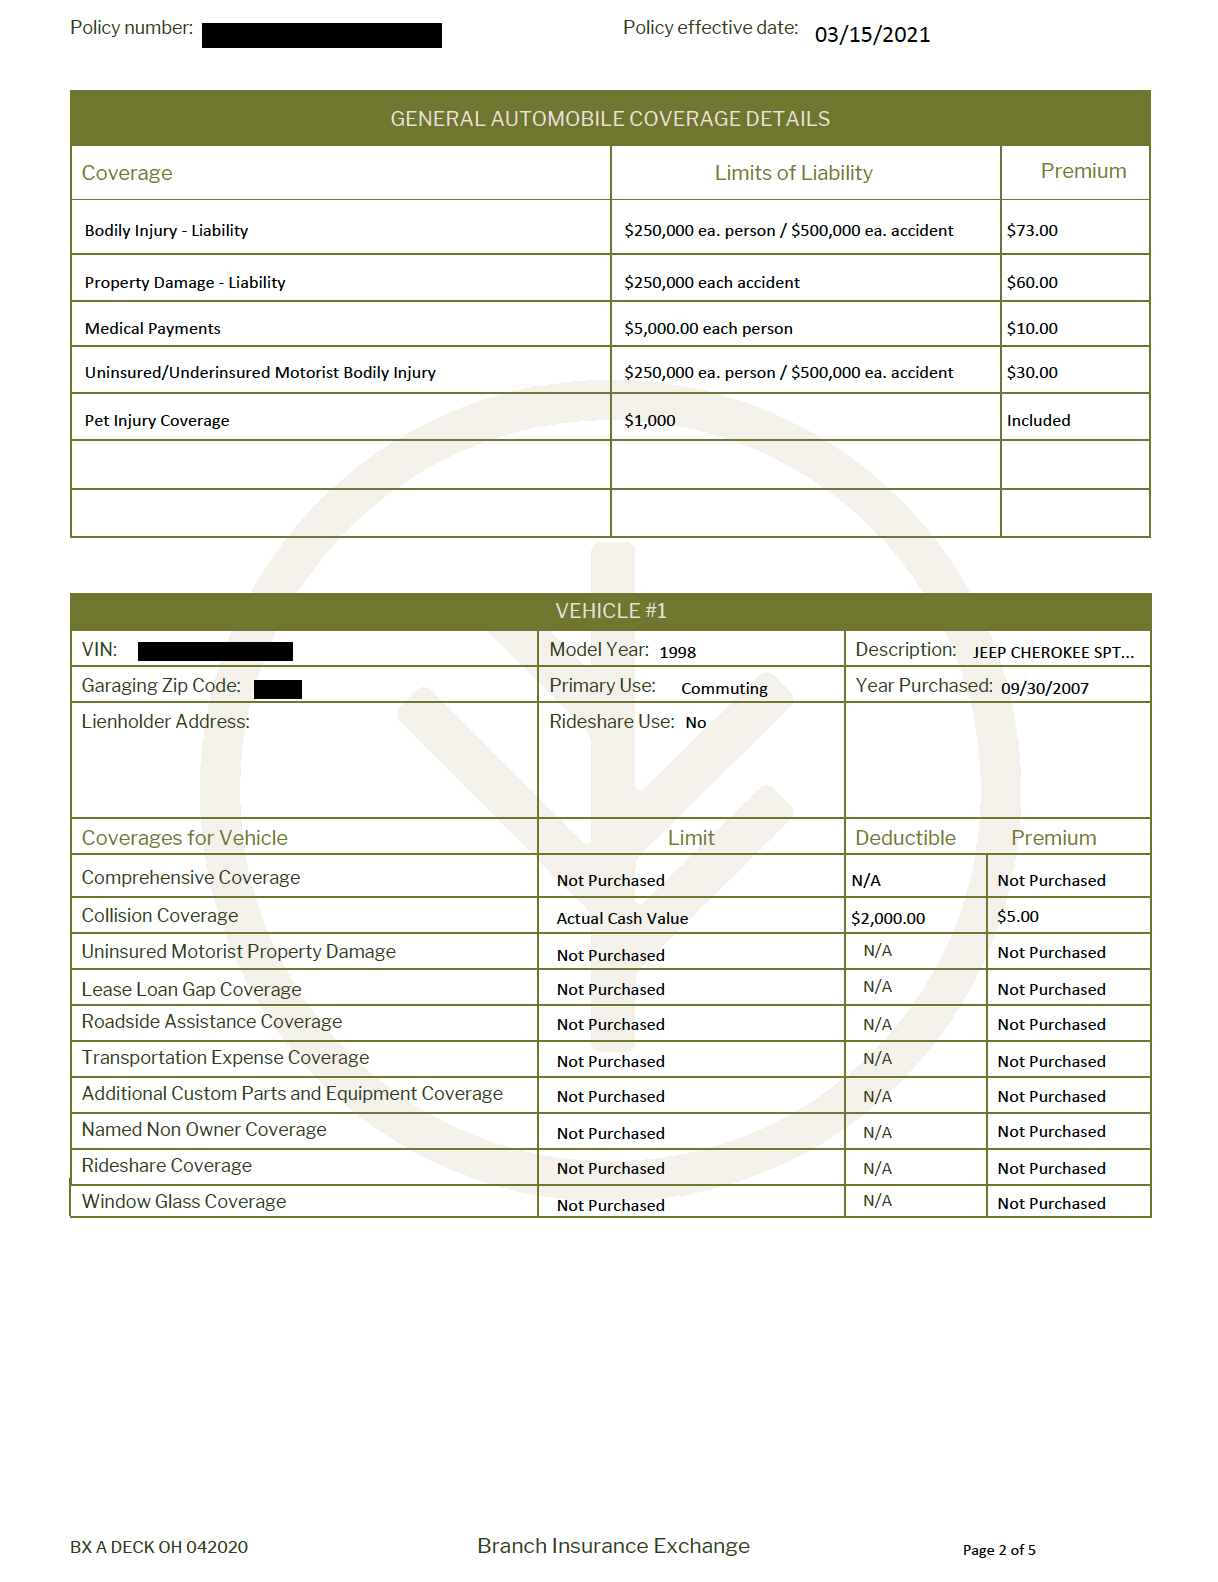 Policy number: Policy effective date: 03/15/2021
GENERAL AUTOMOBILE COVERAGE DETAILS
Coverage Limits of Liability Premium
Bodily Injury - Liability $250,000 ea. person / $500,000 ea. accident $73.00
Property Damage - Liability $250,000 each accident $60.00
Medical Payments $5,000.00 each person $10.00
Uninsured/Underinsured Motorist Bodily Injury $250,000 ea. person / $500,000 ea. accident $30.00
Pet Injury Coverage $1,000 Included
VEHICLE #1
VIN: Model Year: 1998 Description: JEEP CHEROKEE SPT...
Garaging Zip Code: Primary Use: Commuting Year Purchased: 09/30/2007
Lienholder Address: Rideshare Use: No
Coverages for Vehicle Limit Deductible Premium
Comprehensive Coverage Not Purchased N/A Not Purchased
Collision Coverage Actual Cash Value $2,000.00 $5.00
Uninsured Motorist Property Damage Not Purchased N/A Not Purchased
Lease Loan Gap Coverage Not Purchased N/A Not Purchased
Roadside Assistance Coverage Not Purchased N/A Not Purchased
Transportation Expense Coverage Not Purchased N/A Not Purchased
Additional Custom Parts and Equipment Coverage Not Purchased N/A Not Purchased
Named Non Owner Coverage Not Purchased N/A Not Purchased
Rideshare Coverage Not Purchased N/A Not Purchased
Window Glass Coverage Not Purchased N/A Not Purchased
BX A DECK OH 042020 Branch Insurance Exchange Page 2 of 5